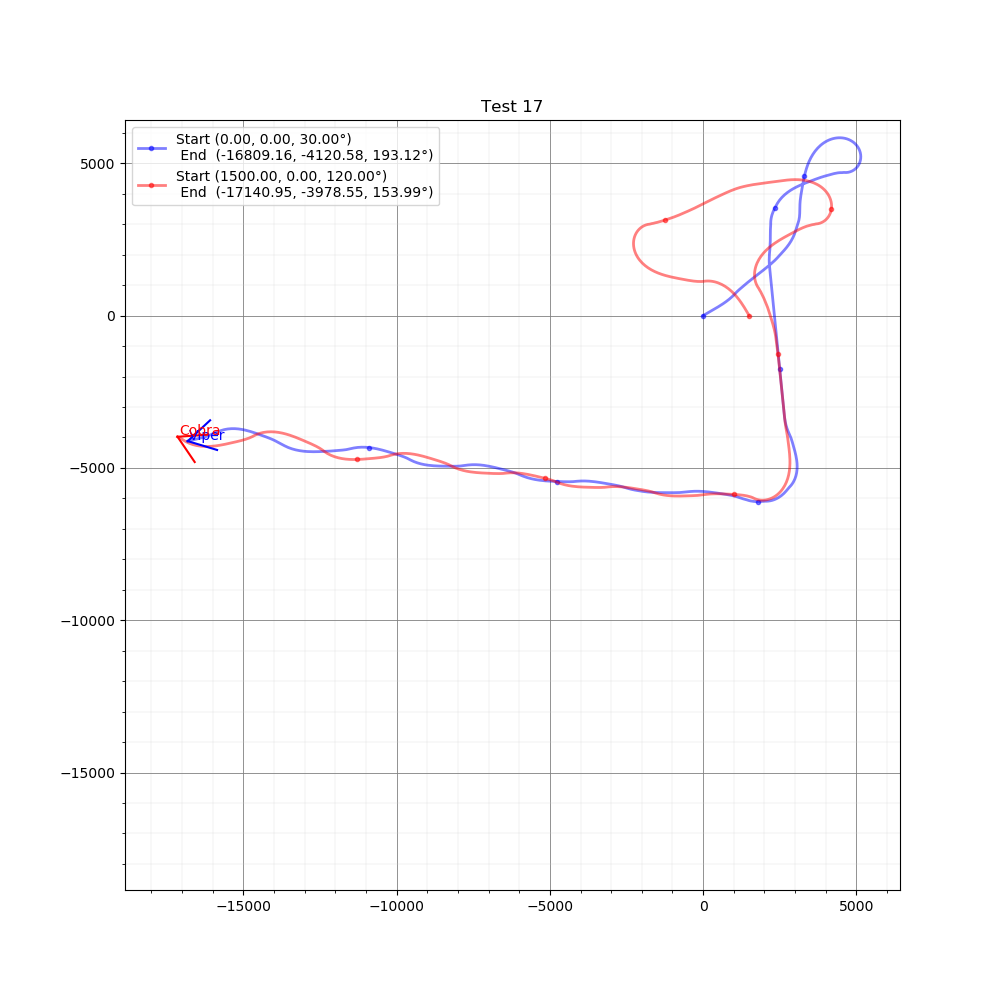 Test 17
Start (0.00, 0.00, 30.00°)
End (-16809.16, -4120.58, 193.12°)
Start (1500.00, 0.00, 120.00°)
End (-17140.95, -3978.55, 153.99°)
5000
0
−5000
−10000
−15000
Cobra
Viper
−15000 −10000 −5000 0 5000